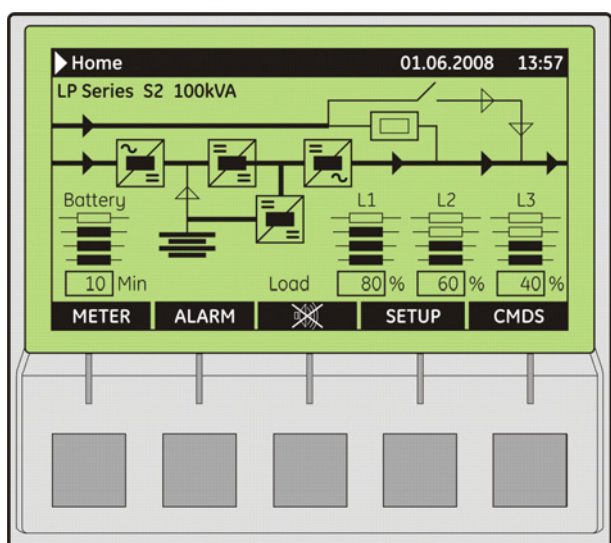 Home 01.06.2008 13:57
LP Series S2 100kVA
Battery L1 L2 L3
10 Min Load 80 % 60 % 40 %
METER ALARM SETUP CMDS